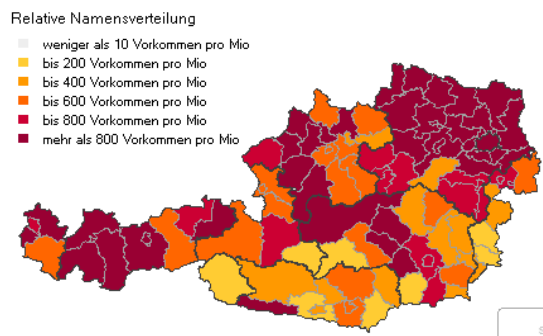 Relative Namensverteilung
weniger als 10 Vorkommen pro Mio
bis 200 Vorkommen pro Mio
bis 400 Vorkommen pro Mio
bis 600 Vorkommen pro Mio
bis 800 Vorkommen pro Mio
mehr als 800 Vorkommen pro Mio